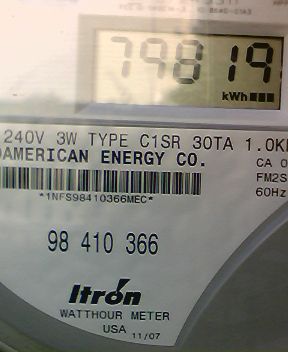 79819
kWh
240V 3W TYPE C1SR 30TA 1.0K
DAMERICAN ENERGY CO.
CA 0
FM2S
60Hz
*1NFS98410366MEC*
98 410 366
Itron
WATTHOUR METER
USA 11/07